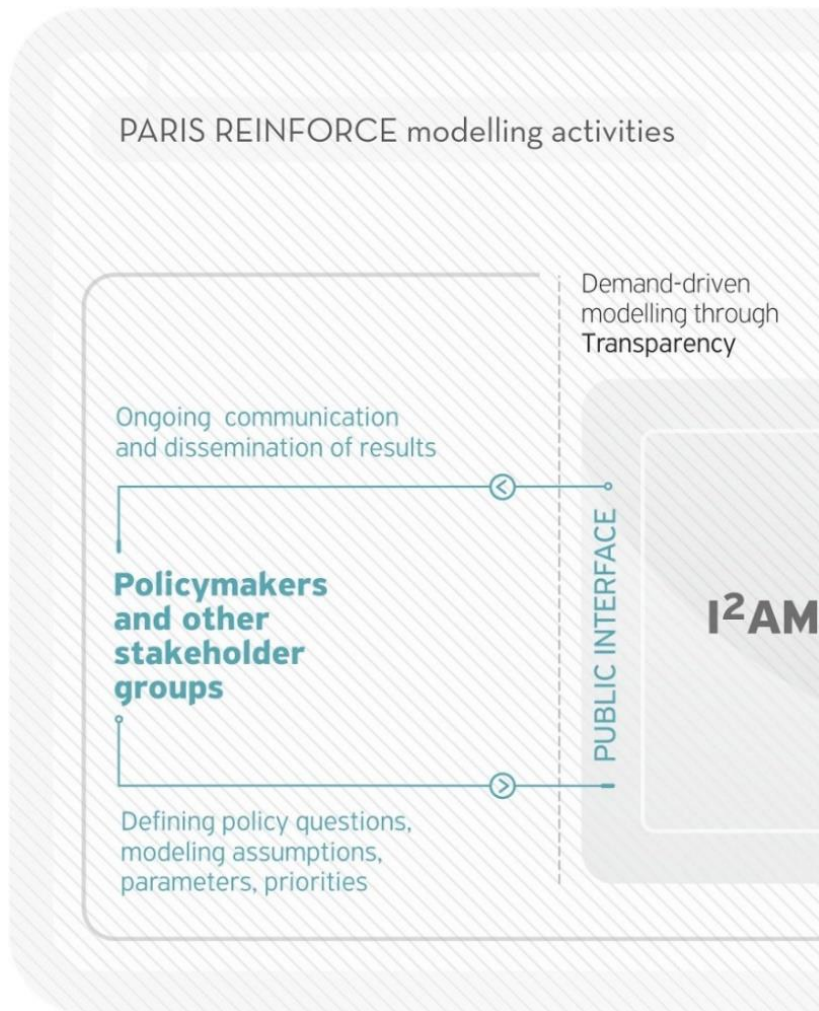 PARIS REINFORCE modelling activities
Demand-driven
modelling through
Transparency
Ongoing communication
and dissemination of results
Policymakers
and other
stakeholder
groups
PUBLIC INTERFACE
I²AM
Defining policy questions,
modeling assumptions,
parameters, priorities